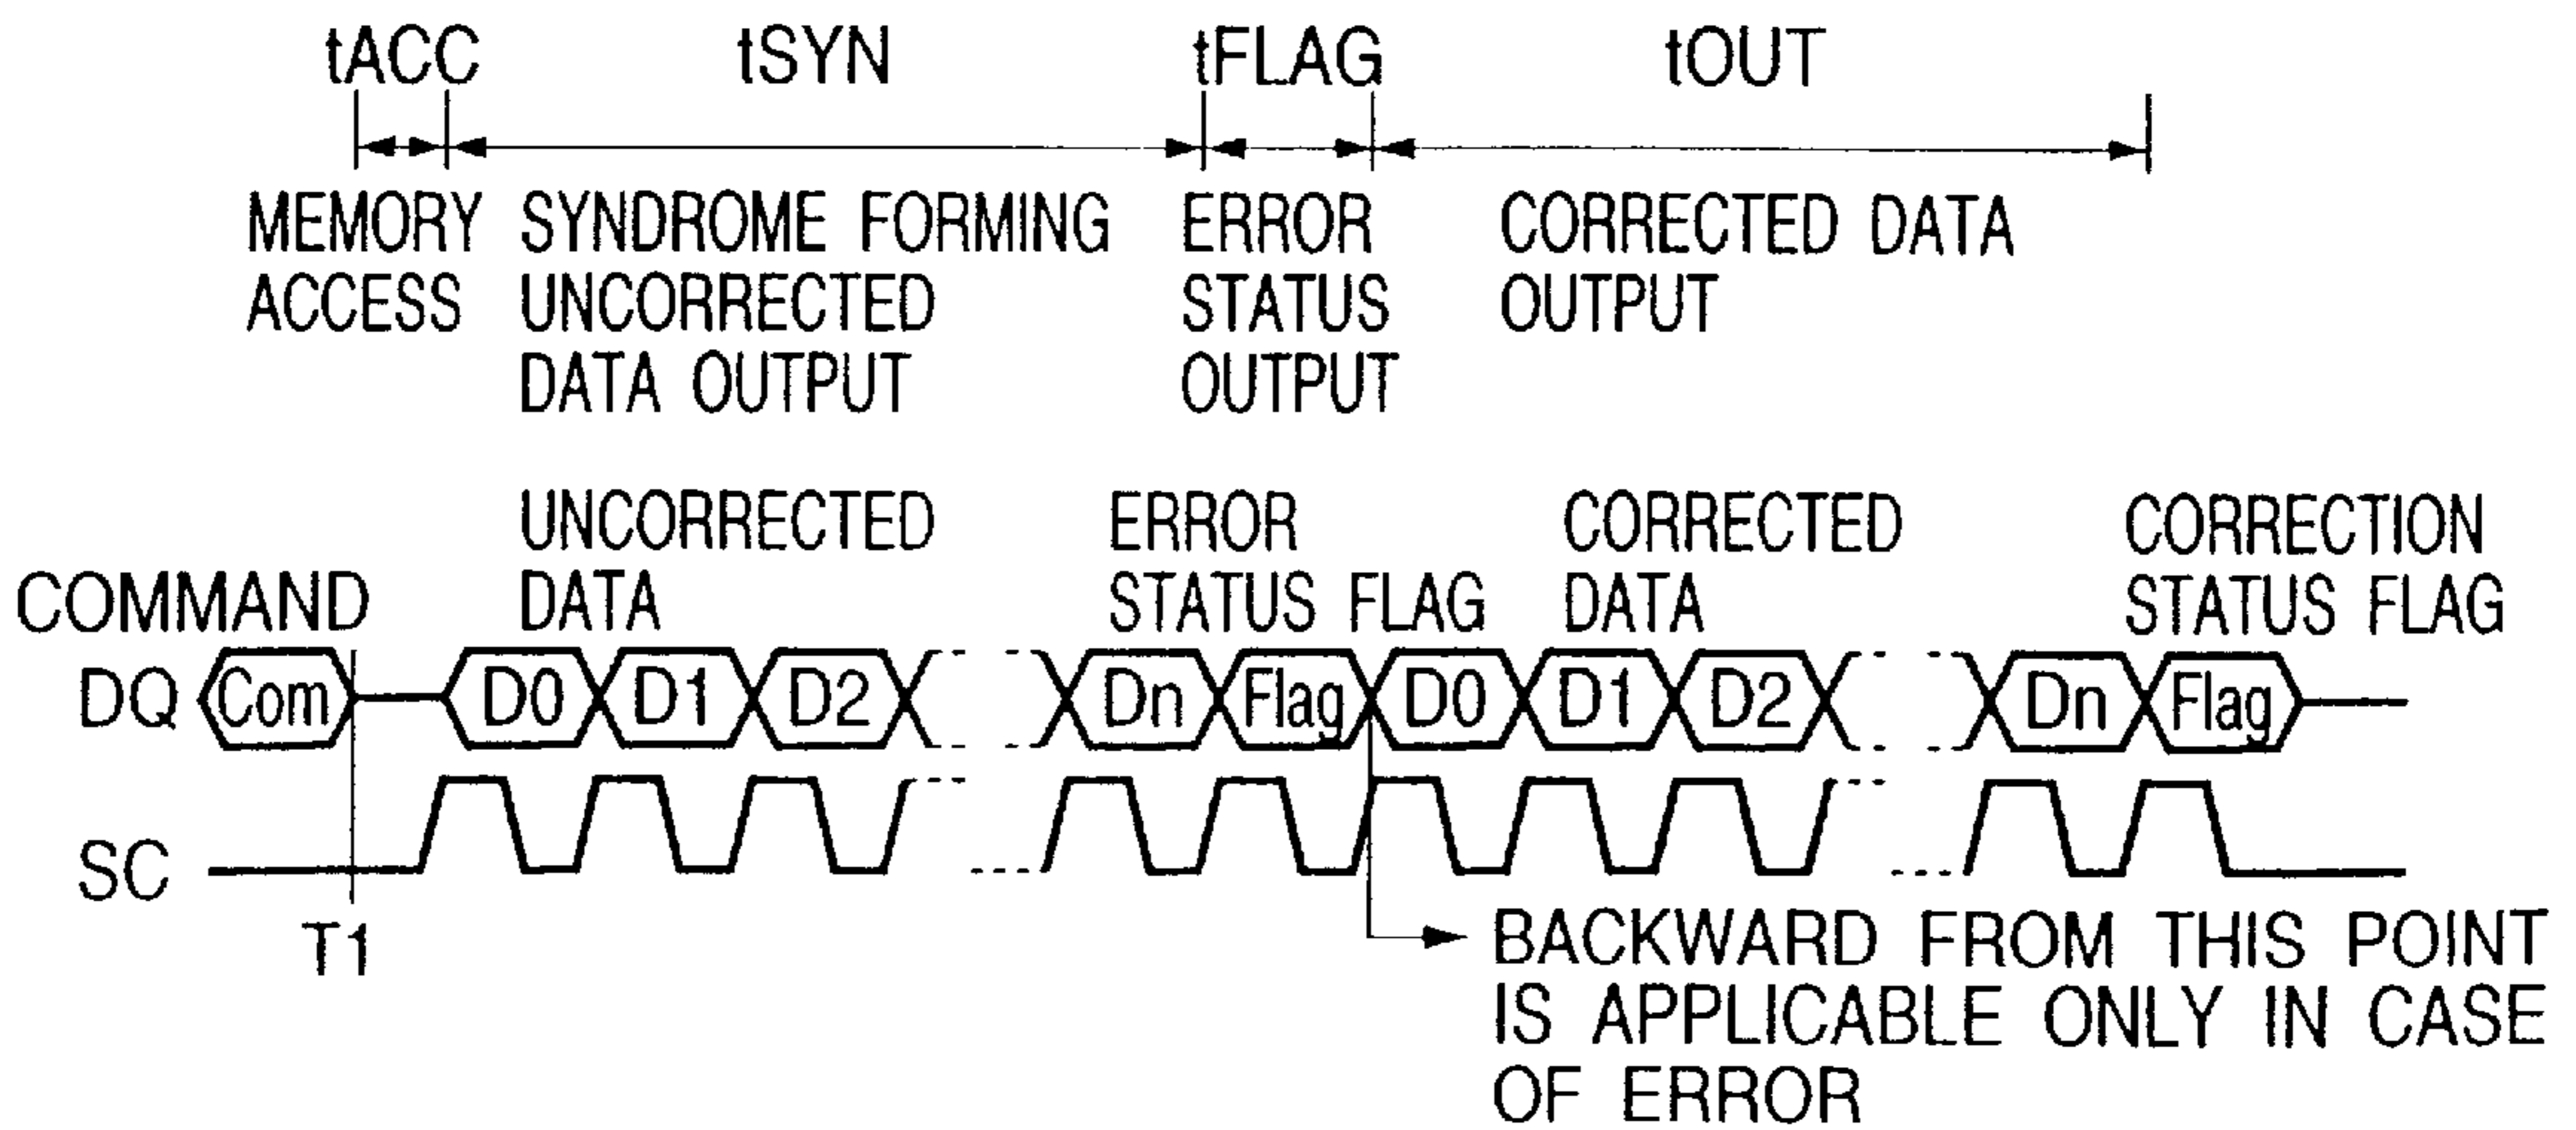 tACC tSYN tFLAG tOUT
MEMORY SYNDROME FORMING ERROR CORRECTED DATA
ACCESS UNCORRECTED STATUS OUTPUT
DATA OUTPUT OUTPUT
UNCORRECTED ERROR CORRECTED CORRECTION
COMMAND DATA STATUS FLAG DATA STATUS FLAG
DQ Com D0 D1 D2 Dn Flag D0 D1 D2 Dn Flag
SC
T1
BACKWARD FROM THIS POINT
IS APPLICABLE ONLY IN CASE
OF ERROR